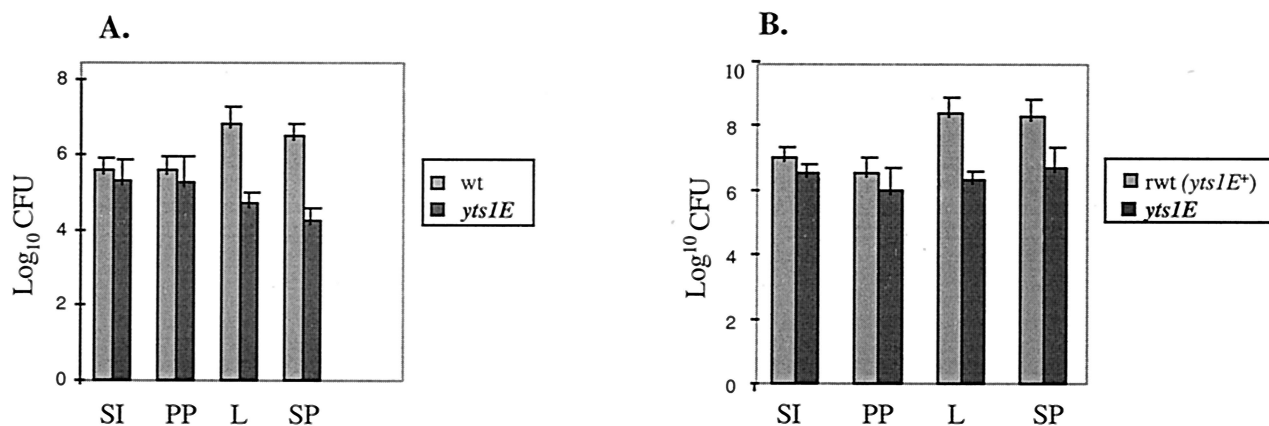 A.
8
6
4
2
0
Log₁₀ CFU
SI PP L SP
wt
yts1E
B.
10
8
6
4
2
0
Log¹⁰ CFU
SI PP L SP
rwt (yts1E⁺)
yts1E